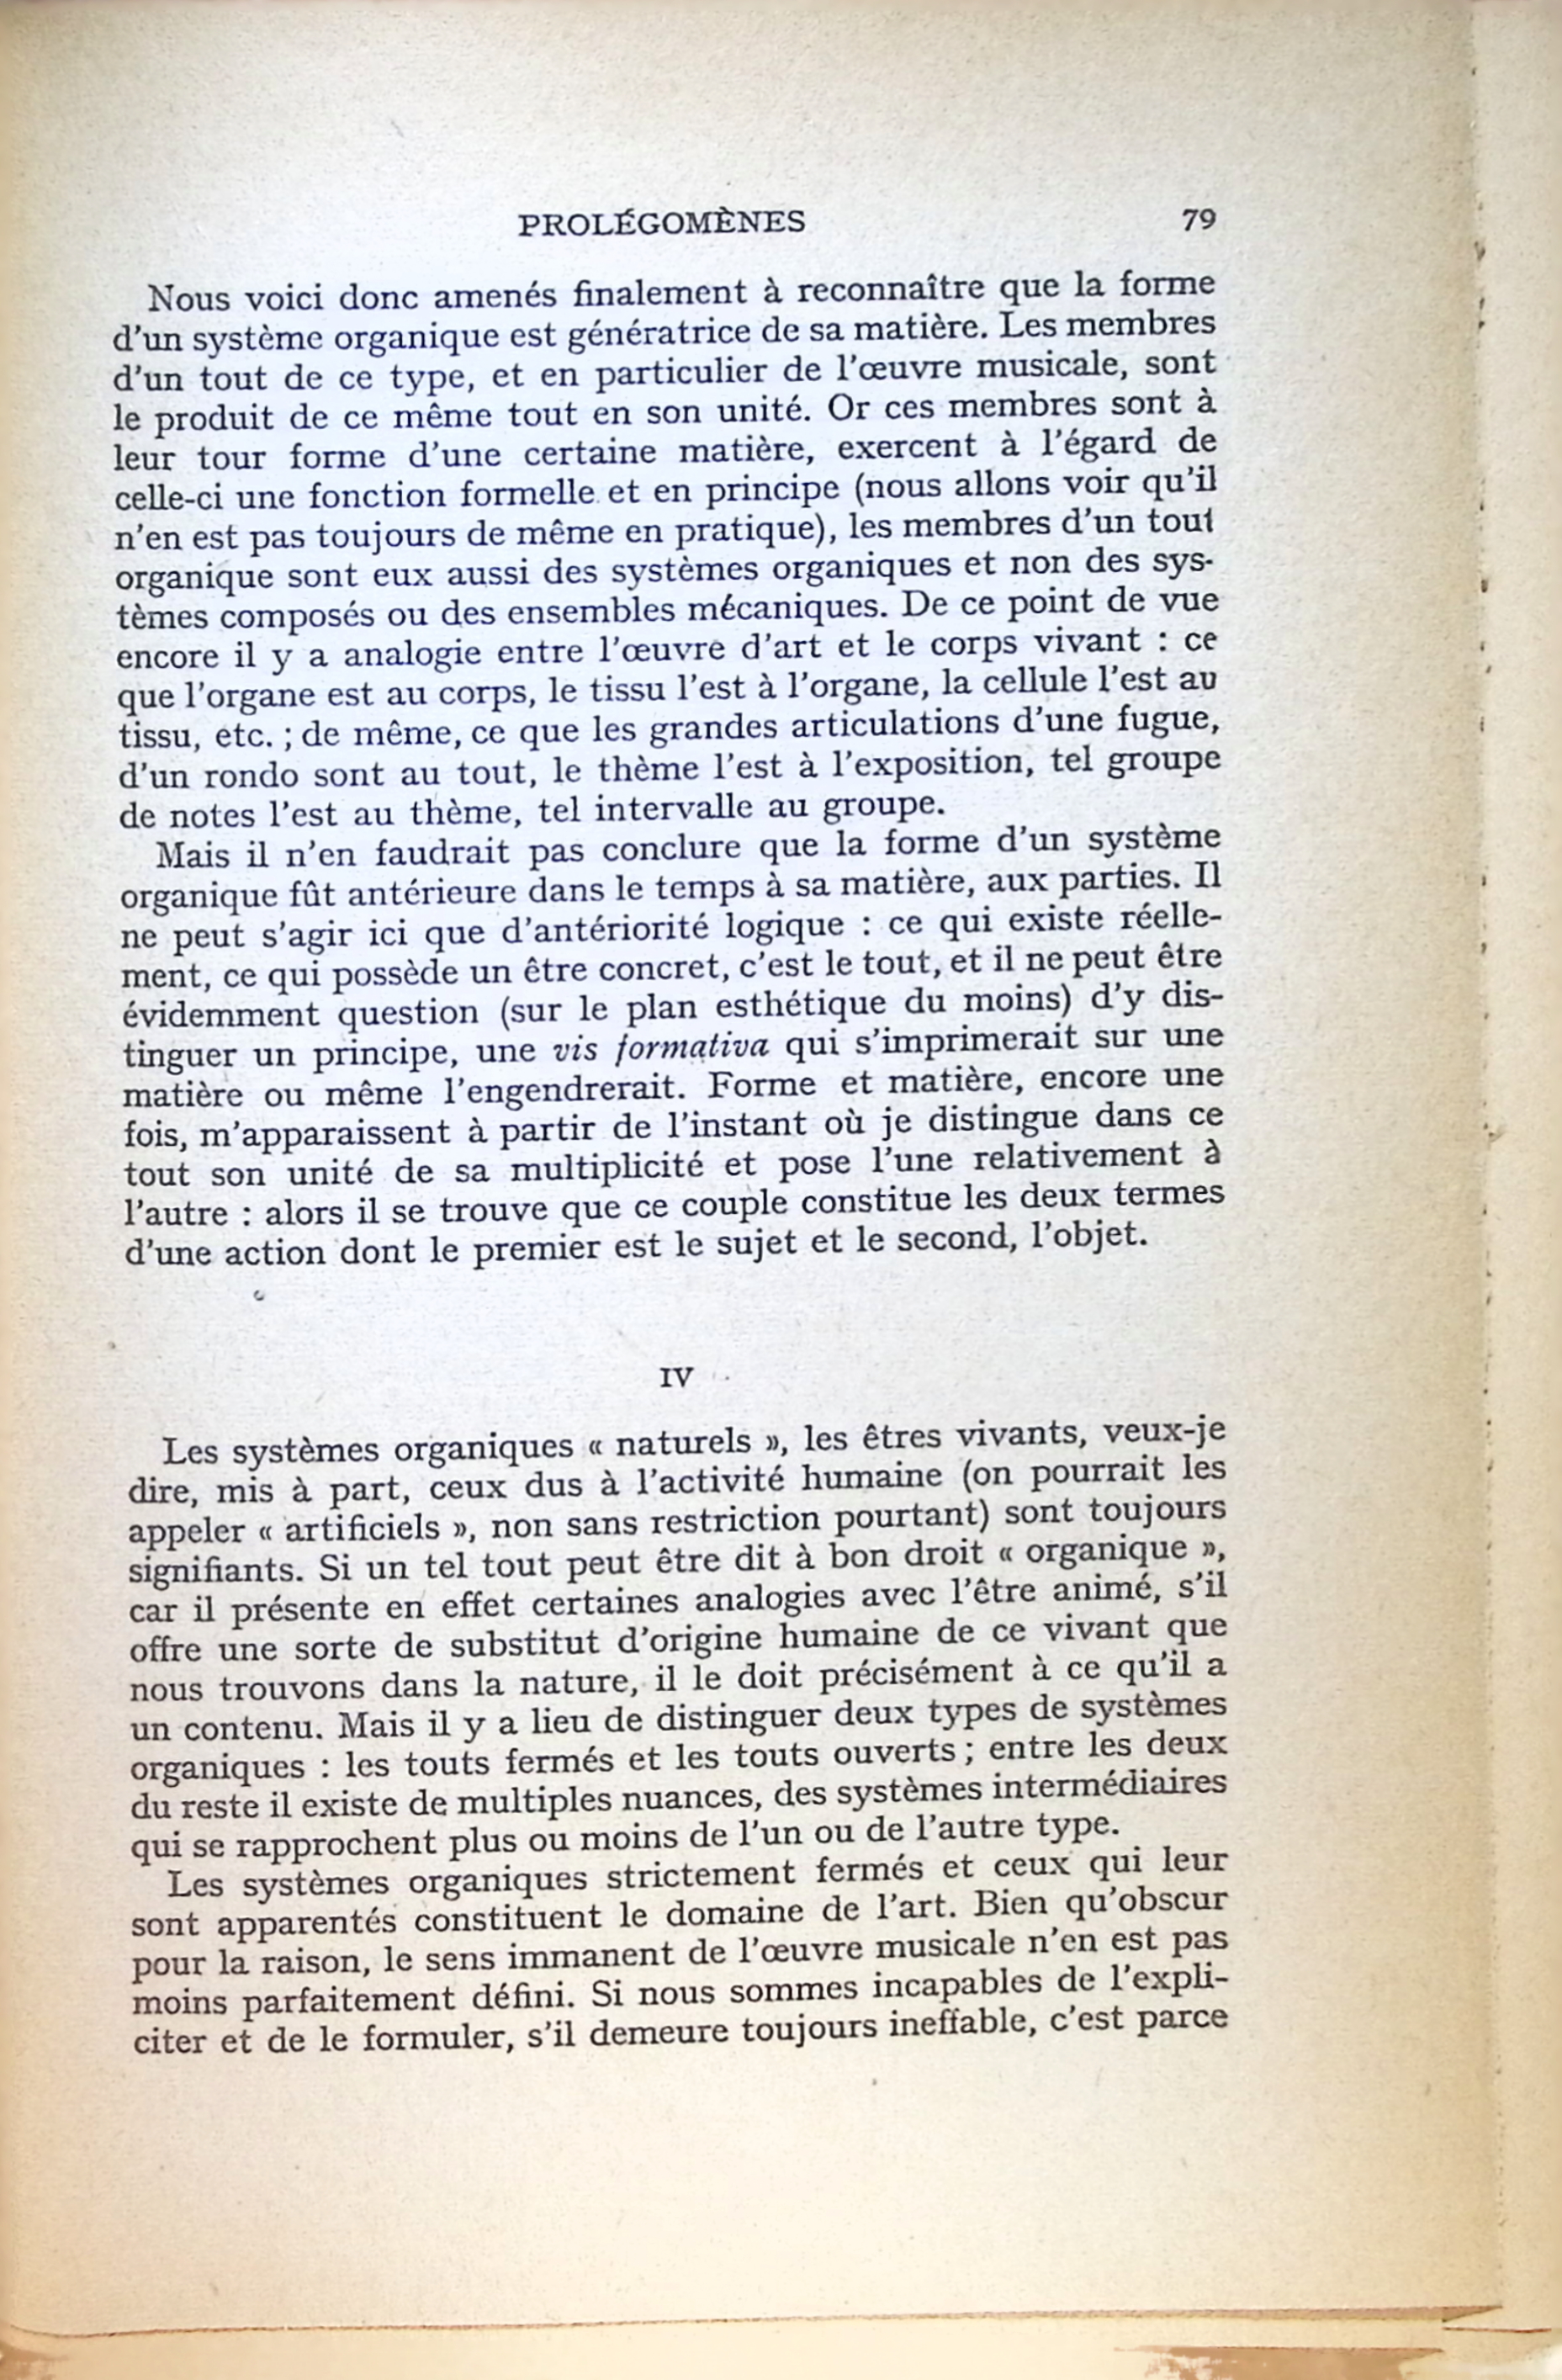 PROLÉGOMÈNES 79
Nous voici donc amenés finalement à reconnaître que la forme
d'un système organique est génératrice de sa matière. Les membres
d'un tout de ce type, et en particulier de l'œuvre musicale, sont
le produit de ce même tout en son unité. Or ces membres sont à
leur tour forme d'une certaine matière, exercent à l'égard de
celle-ci une fonction formelle et en principe (nous allons voir qu'il
n'en est pas toujours de même en pratique), les membres d'un tout
organique sont eux aussi des systèmes organiques et non des sys-
tèmes composés ou des ensembles mécaniques. De ce point de vue
encore il y a analogie entre l'œuvre d'art et le corps vivant : ce
que l'organe est au corps, le tissu l'est à l'organe, la cellule l'est au
tissu, etc. ; de même, ce que les grandes articulations d'une fugue,
d'un rondo sont au tout, le thème l'est à l'exposition, tel groupe
de notes l'est au thème, tel intervalle au groupe.
Mais il n'en faudrait pas conclure que la forme d'un système
organique fût antérieure dans le temps à sa matière, aux parties. Il
ne peut s'agir ici que d'antériorité logique : ce qui existe réelle-
ment, ce qui possède un être concret, c'est le tout, et il ne peut être
évidemment question (sur le plan esthétique du moins) d'y dis-
tinguer un principe, une vis formativa qui s'imprimerait sur une
matière ou même l'engendrerait. Forme et matière, encore une
fois, m'apparaissent à partir de l'instant où je distingue dans ce
tout son unité de sa multiplicité et pose l'une relativement à
l'autre : alors il se trouve que ce couple constitue les deux termes
d'une action dont le premier est le sujet et le second, l'objet.
IV
Les systèmes organiques « naturels », les êtres vivants, veux-je
dire, mis à part, ceux dus à l'activité humaine (on pourrait les
appeler « artificiels », non sans restriction pourtant) sont toujours
signifiants. Si un tel tout peut être dit à bon droit « organique »,
car il présente en effet certaines analogies avec l'être animé, s'il
offre une sorte de substitut d'origine humaine de ce vivant que
nous trouvons dans la nature, il le doit précisément à ce qu'il a
un contenu. Mais il y a lieu de distinguer deux types de systèmes
organiques : les touts fermés et les touts ouverts ; entre les deux
du reste il existe de multiples nuances, des systèmes intermédiaires
qui se rapprochent plus ou moins de l'un ou de l'autre type.
Les systèmes organiques strictement fermés et ceux qui leur
sont apparentés constituent le domaine de l'art. Bien qu'obscur
pour la raison, le sens immanent de l'œuvre musicale n'en est pas
moins parfaitement défini. Si nous sommes incapables de l'expli-
citer et de le formuler, s'il demeure toujours ineffable, c'est parce